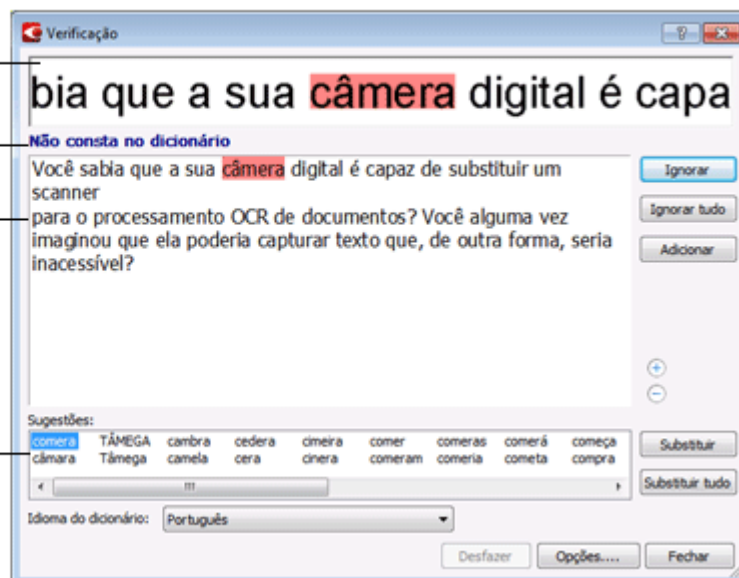 Verificação
bia que a sua câmera digital é capa
Não consta no dicionário
Você sabia que a sua câmera digital é capaz de substituir um
scanner
para o processamento OCR de documentos? Você alguma vez
imaginou que ela poderia capturar texto que, de outra forma, seria
inacessível?
Ignorar
Ignorar tudo
Adicionar
Sugestões:
comera TÂMEGA cambra cedera cimeira comer comeras comerá começa
câmara Tâmega camela cera cinera comeram comeria cometa compra
Substituir
Substituir tudo
Idioma do dicionário: Português
Desfazer Opções.... Fechar